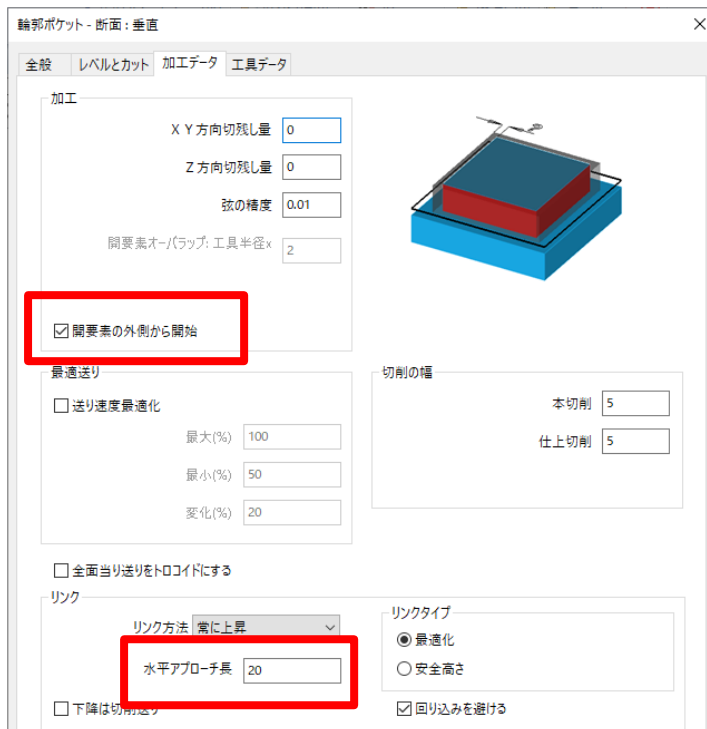 輪郭ポケット - 断面 : 垂直
全般 レベルとカット 加工データ 工具データ
加工
X Y 方向切残し量 0
Z 方向切残し量 0
弦の精度 0.01
開要素オーバラップ: 工具半径x 2
開要素の外側から開始
最適送り
送り速度最適化
最大(%) 100
最小(%) 50
変化(%) 20
切削の幅
本切削 5
仕上切削 5
全面当り送りをトロコイドにする
リンク
リンク方法 常に上昇
水平アプローチ長 20
下降は切削送り
リンクタイプ
最適化
安全高さ
回り込みを避ける